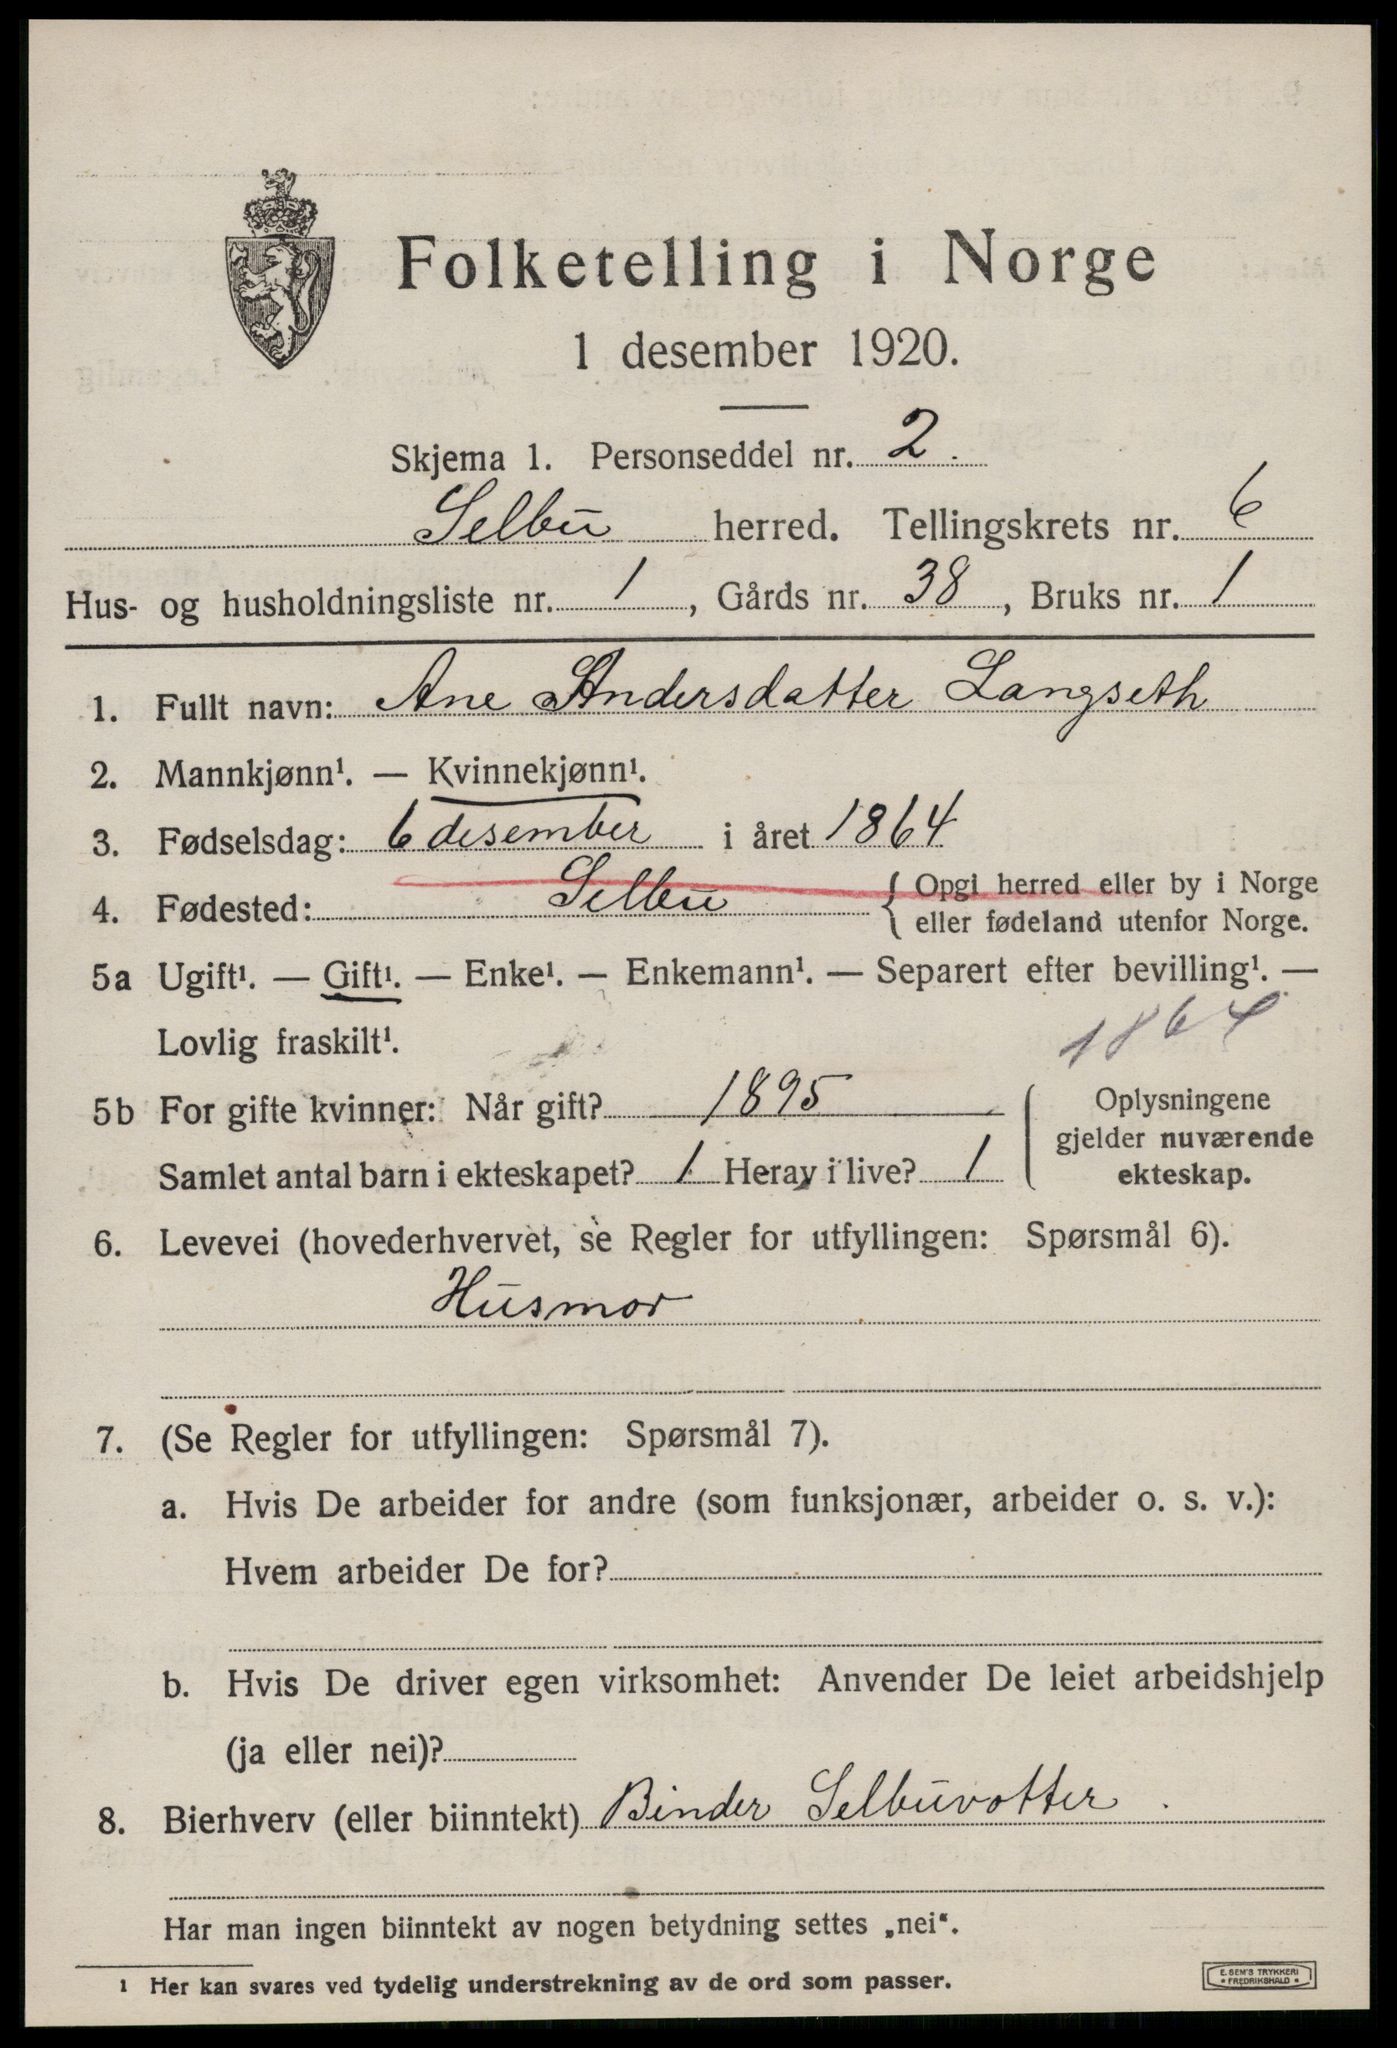 Folketelling i Norge
1 desember 1920.
Skjema 1. Personseddel nr. 2.
Selbu herred. Tellingskrets nr. 6
Hus- og husholdningsliste nr. 1, Gårds nr. 38, Bruks nr. 1
1. Fullt navn: Ane Andersdatter Langseth
2. Mannkjønn¹. — Kvinnekjønn¹.
3. Fødselsdag: 6 desember i året 1864
4. Fødested: Selbu { Opgi herred eller by i Norge
eller fødeland utenfor Norge.
5a Ugift¹. — Gift¹. — Enke¹. — Enkemann¹. — Separert efter bevilling¹. —
Lovlig fraskilt¹.
1864
5b For gifte kvinner: Når gift? 1895
Samlet antal barn i ekteskapet? 1 Herav i live? 1
Oplysningene
gjelder nuværende
ekteskap.
6. Levevei (hovederhvervet, se Regler for utfyllingen: Spørsmål 6).
Husmor
7. (Se Regler for utfyllingen: Spørsmål 7).
a. Hvis De arbeider for andre (som funksjonær, arbeider o. s. v.):
Hvem arbeider De for?
b. Hvis De driver egen virksomhet: Anvender De leiet arbeidshjelp
(ja eller nei)?
8. Bierhverv (eller biinntekt) Binder Selbuvotter.
Har man ingen biinntekt av nogen betydning settes „nei“.
1 Her kan svares ved tydelig understrekning av de ord som passer.
E. SEM'S TRYKKERI
• FREDRIKSHALD •